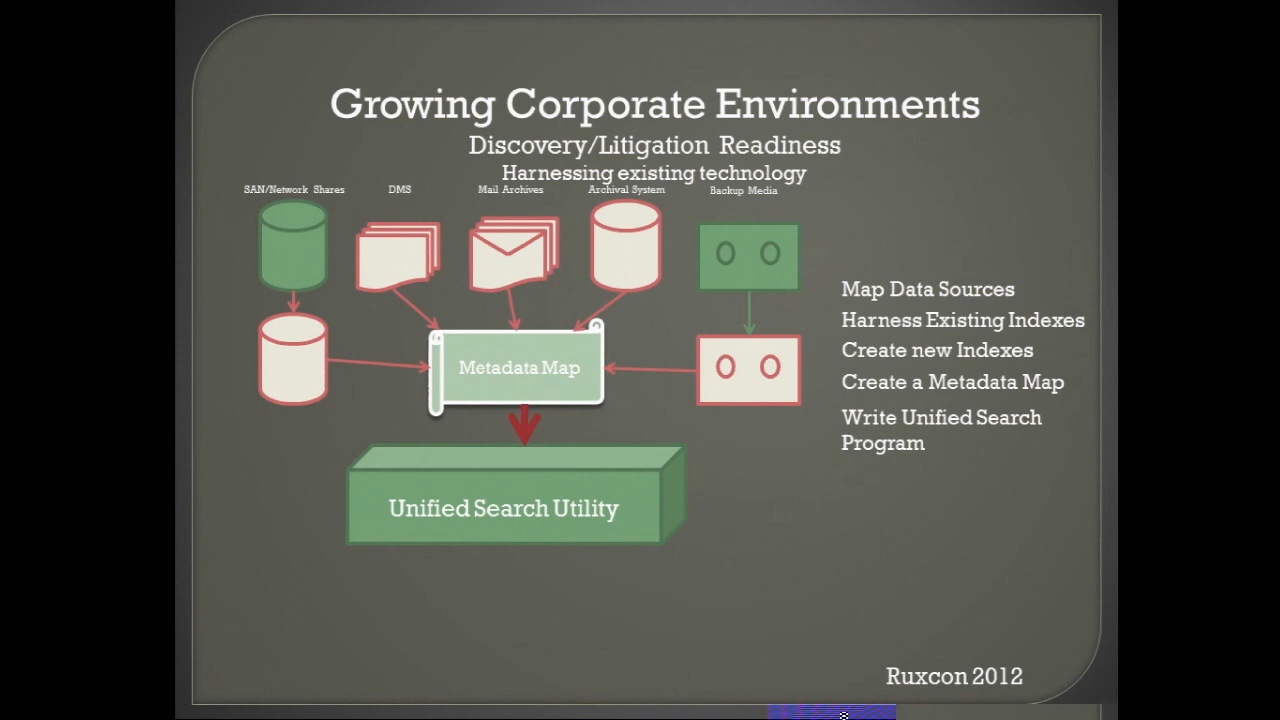 Growing Corporate Environments
Discovery/Litigation Readiness
Harnessing existing technology
SAN/Network Shares
DMS
Mail Archives
Archival System
Backup Media
Map Data Sources
Harness Existing Indexes
Create new Indexes
Create a Metadata Map
Write Unified Search
Program
Metadata Map
Unified Search Utility
Ruxcon 2012